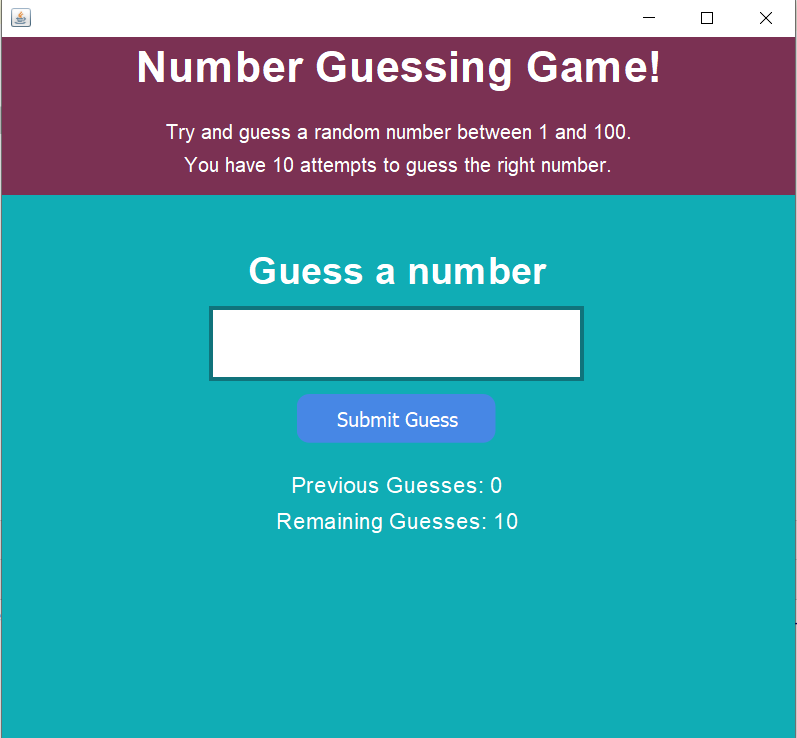 Number Guessing Game!
Try and guess a random number between 1 and 100.
You have 10 attempts to guess the right number.
Guess a number
Submit Guess
Previous Guesses: 0
Remaining Guesses: 10